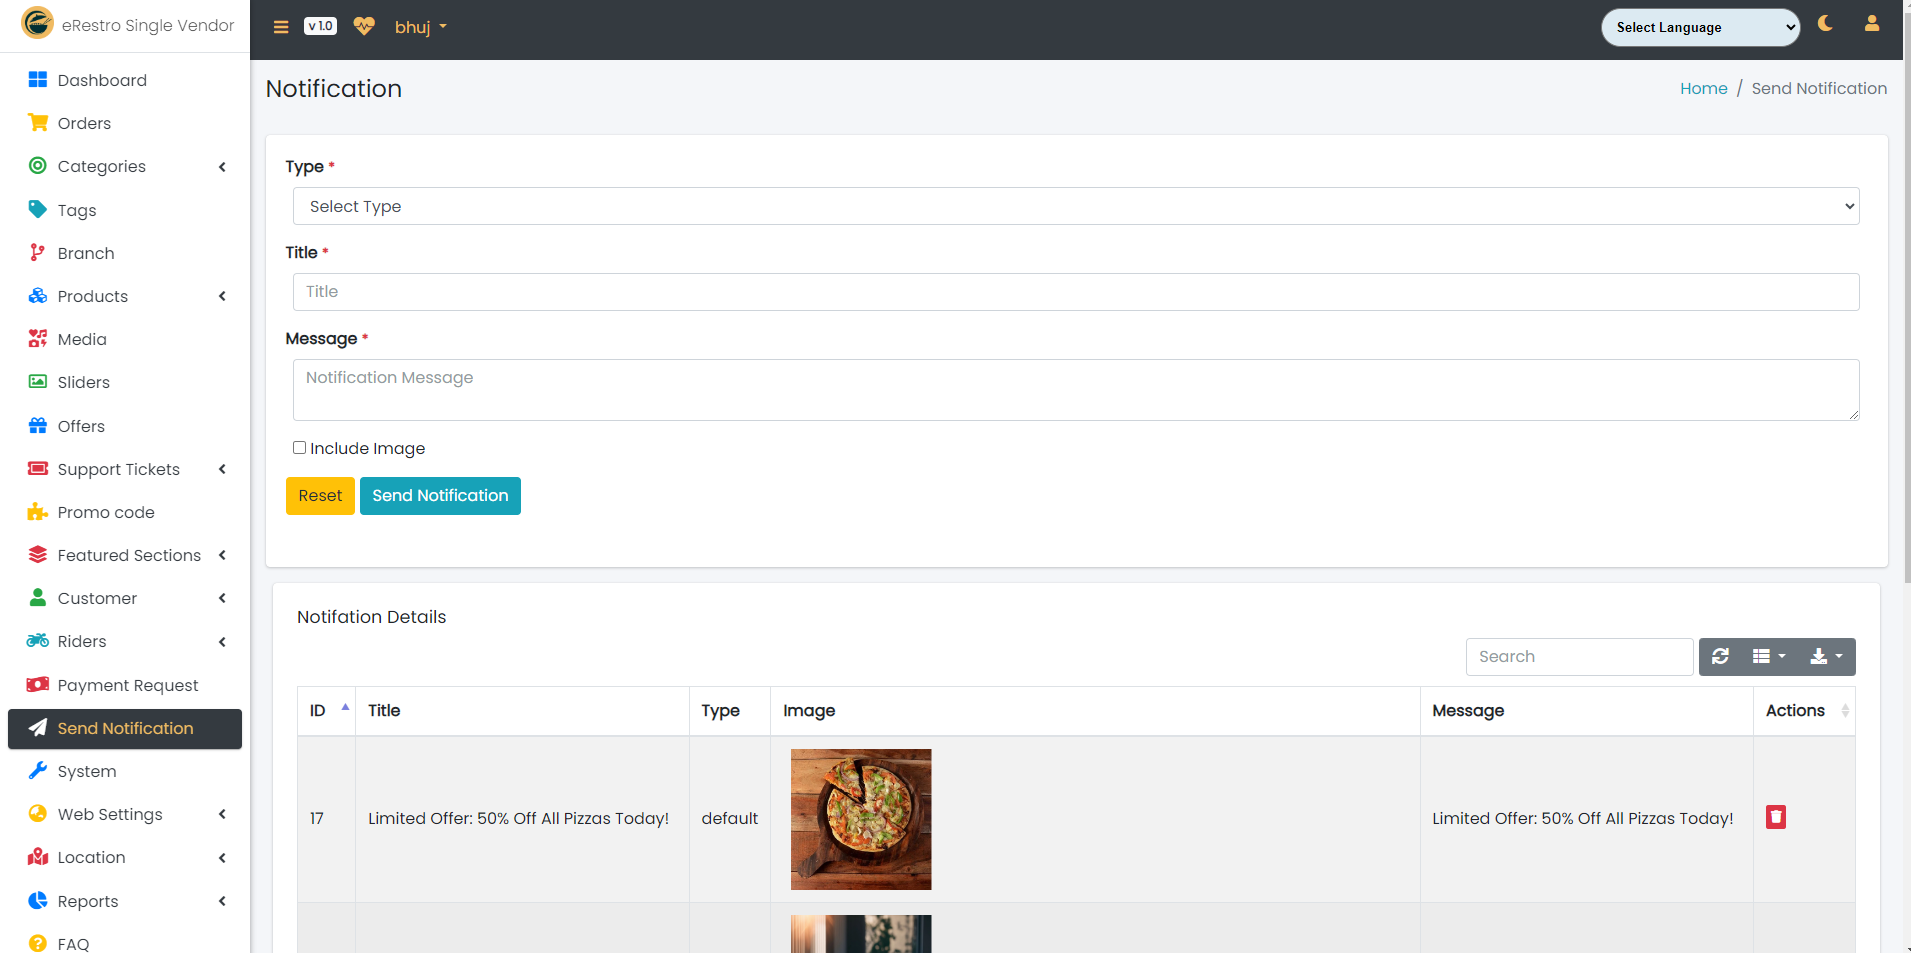 eRestro Single Vendor
v 1.0
bhuj
Select Language
Dashboard
Orders
Categories
Tags
Branch
Products
Media
Sliders
Offers
Support Tickets
Promo code
Featured Sections
Customer
Riders
Payment Request
Send Notification
System
Web Settings
Location
Reports
FAQ
Notification
Home / Send Notification
Type *
Select Type
Title *
Title
Message *
Notification Message
Include Image
Reset Send Notification
Notifation Details
Search
ID Title Type Image Message Actions
17 Limited Offer: 50% Off All Pizzas Today! default Limited Offer: 50% Off All Pizzas Today!